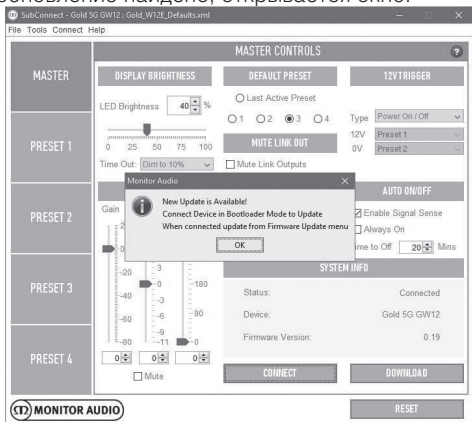 обновление найдено, открывается окно:
SubConnect - Gold 5G GW12 : Gold_W12E_Defaults.xml
File Tools Connect Help
MASTER
PRESET 1
PRESET 2
PRESET 3
PRESET 4
MASTER CONTROLS
DISPLAY BRIGHTNESS
LED Brightness 40 %
0 25 50 75 100
Time Out: Dim to 10%
DEFAULT PRESET
Last Active Preset
1 2 3 4
MUTE LINK OUT
Mute Link Outputs
12V TRIGGER
Type Power On / Off
12V Preset 1
0V Preset 2
Monitor Audio
New Update is Available!
Connect Device in Bootloader Mode to Update
When connected update from Firmware Update menu
OK
Gain
0
-20
-40
-60
-80
3
0
-3
-6
-9
-11
180
90
0
0 0 0
Mute
AUTO ON/OFF
Enable Signal Sense
Always On
Time to Off 20 Mins
SYSTEM INFO
Status: Connected
Device: Gold 5G GW12
Firmware Version: 0.19
CONNECT
DOWNLOAD
MONITOR AUDIO
RESET